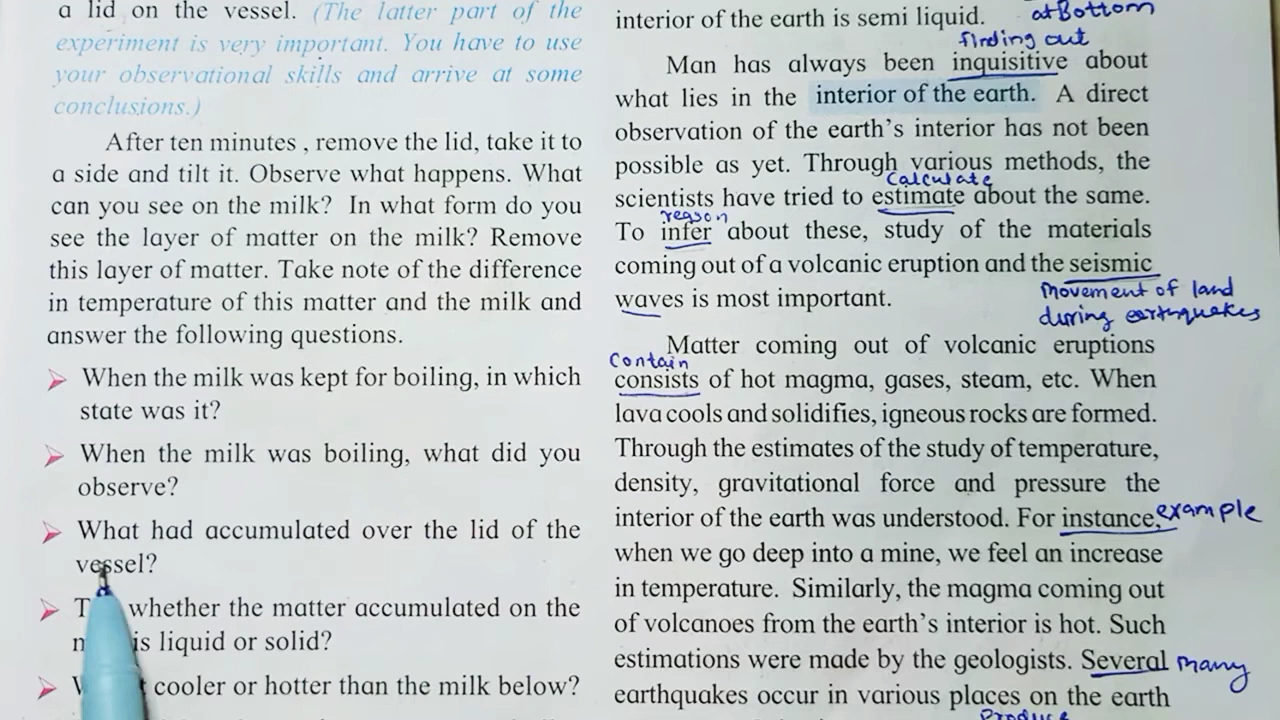 a lid on the vessel. (The latter part of the
experiment is very important. You have to use
your observational skills and arrive at some
conclusions.)
After ten minutes , remove the lid, take it to
a side and tilt it. Observe what happens. What
can you see on the milk? In what form do you
see the layer of matter on the milk? Remove
this layer of matter. Take note of the difference
in temperature of this matter and the milk and
answer the following questions.
When the milk was kept for boiling, in which
state was it?
When the milk was boiling, what did you
observe?
What had accumulated over the lid of the
vessel?
whether the matter accumulated on the
is liquid or solid?
cooler or hotter than the milk below?
interior of the earth is semi liquid.
at Bottom
finding out
Man has always been inquisitive about
what lies in the interior of the earth. A direct
observation of the earth's interior has not been
possible as yet. Through various methods, the
Calculate
scientists have tried to estimate about the same.
reason
To infer about these, study of the materials
coming out of a volcanic eruption and the seismic
waves is most important.
Movement of land
during earthquakes
Matter coming out of volcanic eruptions
Contain
consists of hot magma, gases, steam, etc. When
lava cools and solidifies, igneous rocks are formed.
Through the estimates of the study of temperature,
density, gravitational force and pressure the
interior of the earth was understood. For instance, example
when we go deep into a mine, we feel an increase
in temperature. Similarly, the magma coming out
of volcanoes from the earth's interior is hot. Such
estimations were made by the geologists. Several many
earthquakes occur in various places on the earth
Produce